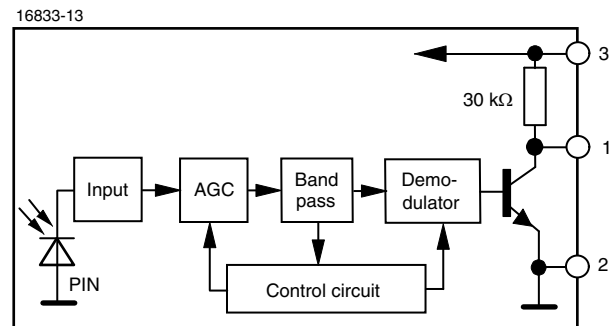 16833-13
3
30 kΩ
1
Input
AGC
Band
pass
Demo-
dulator
2
PIN
Control circuit